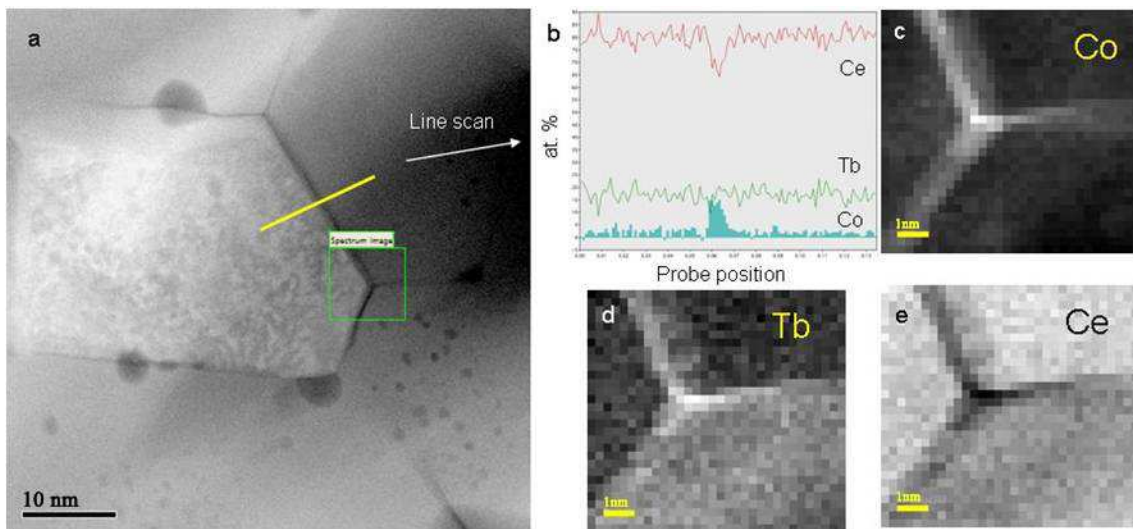 a
Line scan
Spectrum Image
10 nm
b
at. %
Ce
Tb
Co
Probe position
c
Co
1nm
d
Tb
1nm
e
Ce
1nm